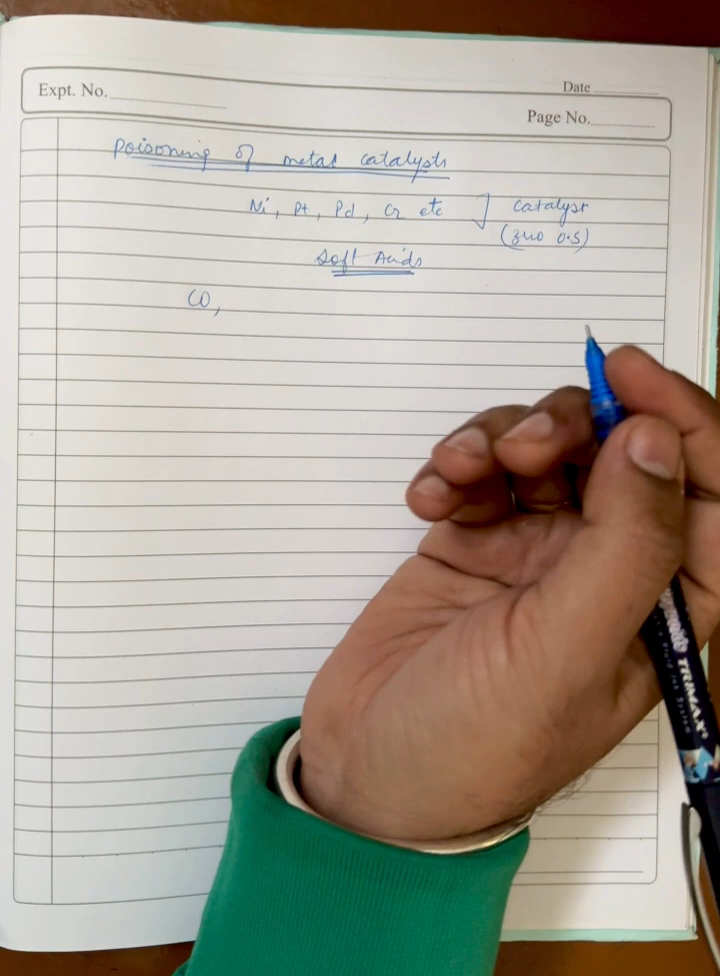 Expt. No.
Date
Page No.
Poisoning of metal catalysts
Ni, Pt, Pd, Cr etc ] Catalyst
(zero O.S)
Soft Acids
CO,
TRIMAX